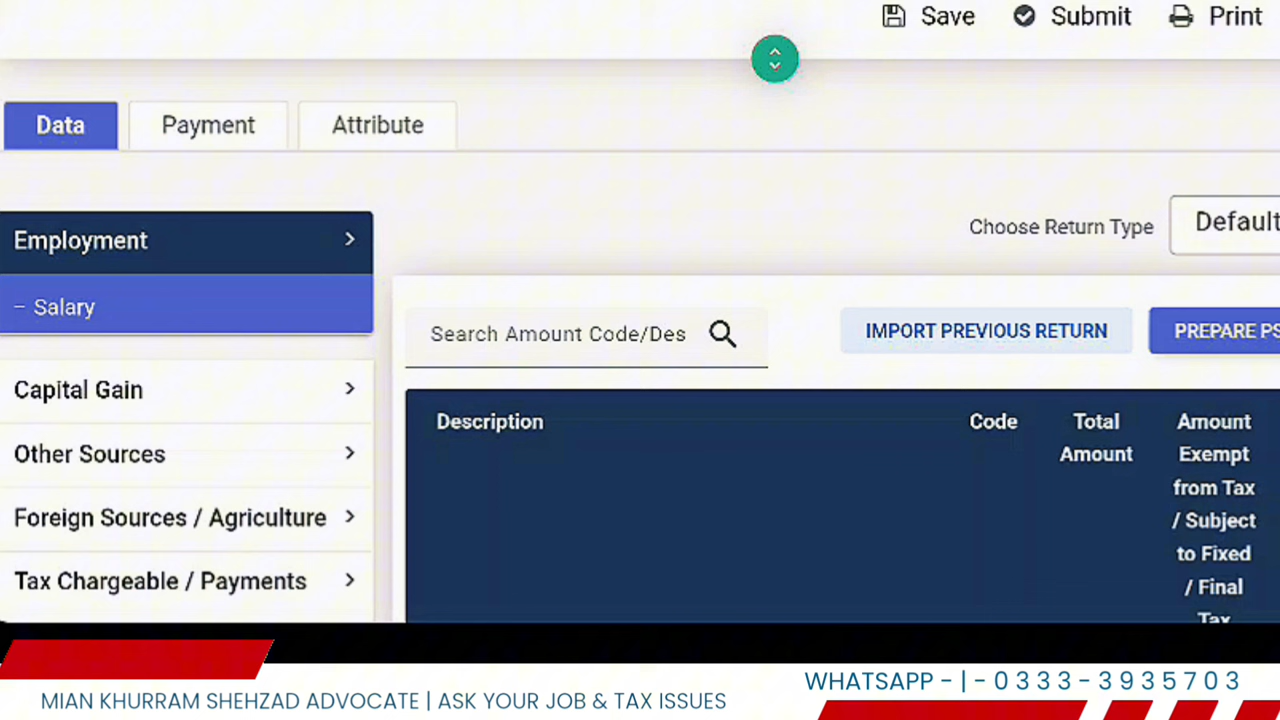 Save Submit Print
Data Payment Attribute
Employment
Choose Return Type Default
– Salary
Search Amount Code/Des
IMPORT PREVIOUS RETURN PREPARE PS
Capital Gain
Other Sources
Foreign Sources / Agriculture
Tax Chargeable / Payments
Description Code Total Amount
Amount
Exempt
from Tax
/ Subject
to Fixed
/ Final
Tax
MIAN KHURRAM SHEHZAD ADVOCATE | ASK YOUR JOB & TAX ISSUES
WHATSAPP - | - 0 3 3 3 - 3 9 3 5 7 0 3